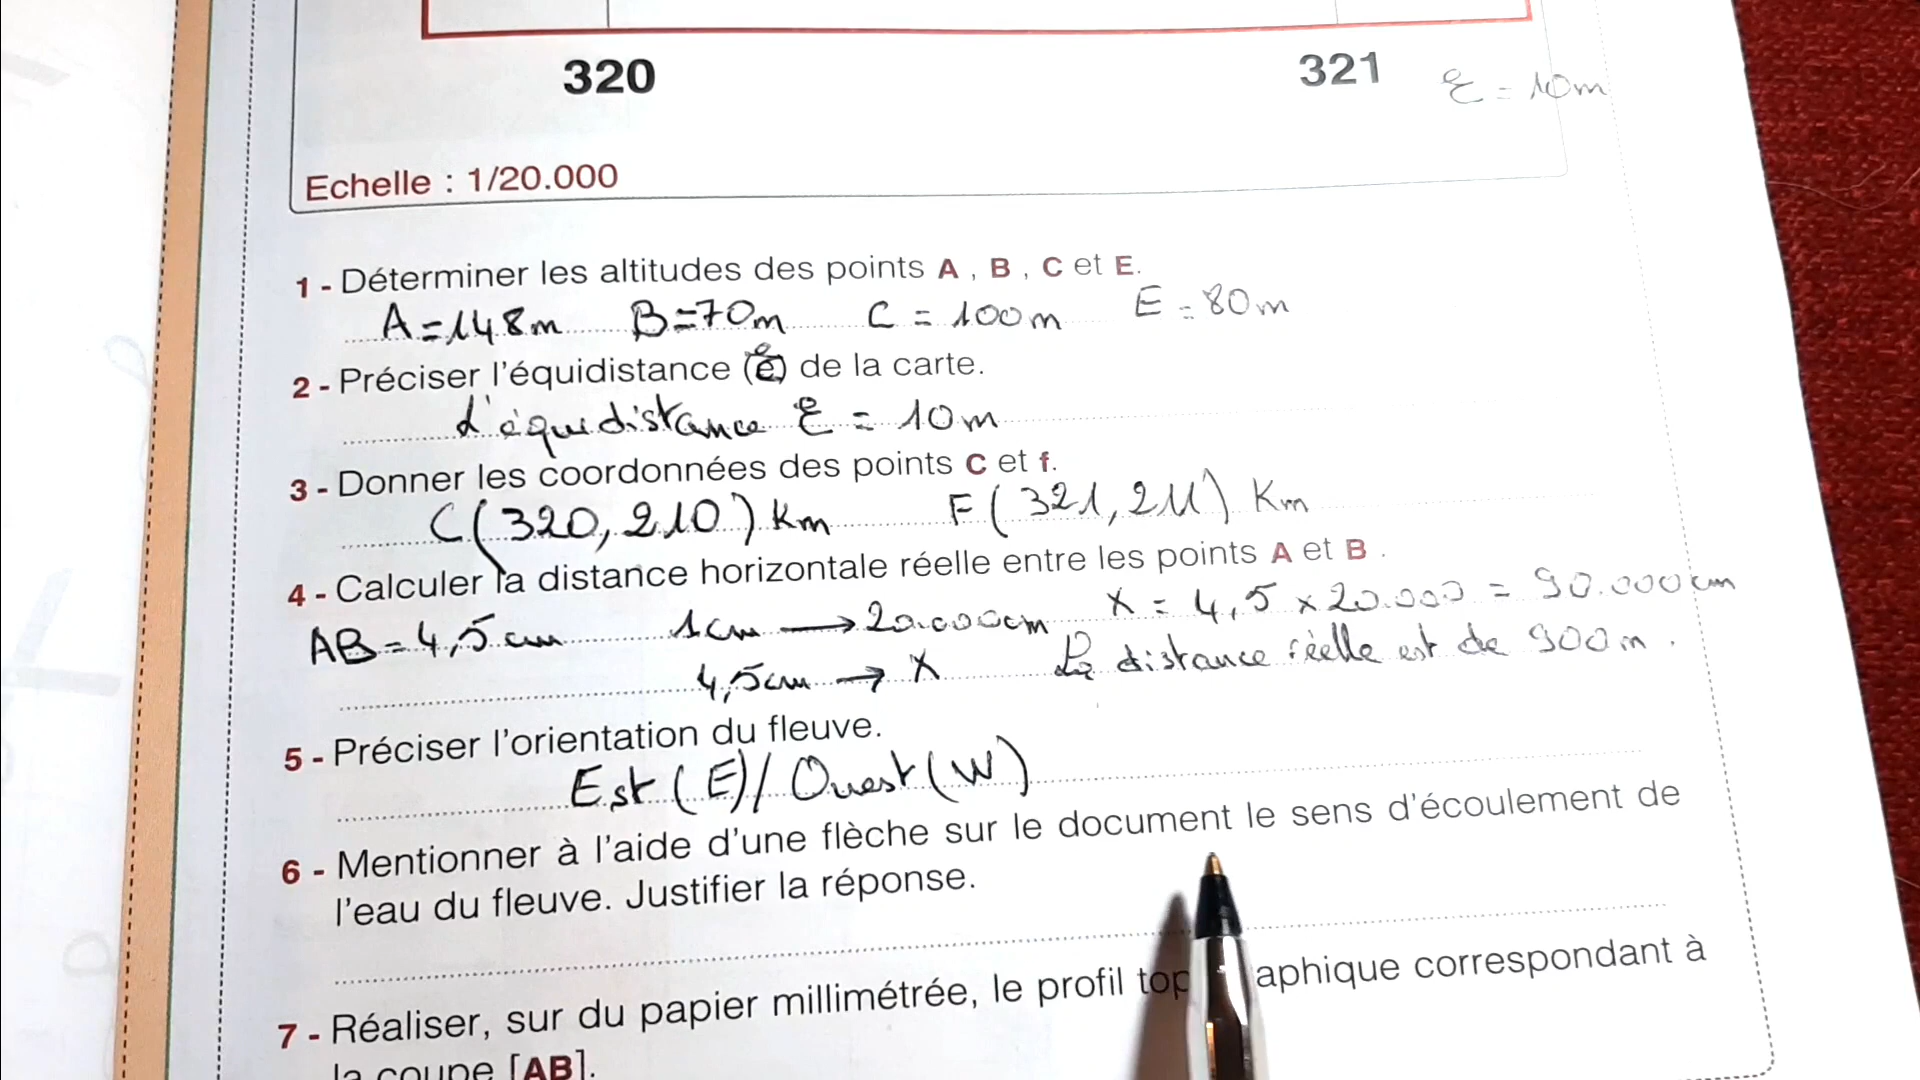 320 321 ξ = 10m
Echelle : 1/20.000
1 - Déterminer les altitudes des points A , B , C et E.
A = 148m B = 70m C = 100m E = 80m
2 - Préciser l'équidistance (e) de la carte.
L'équidistance ξ = 10m
3 - Donner les coordonnées des points C et f.
C(320, 210) Km F(321, 211) Km
4 - Calculer la distance horizontale réelle entre les points A et B .
AB = 4,5 cm 1cm → 20.000cm X = 4,5 x 20.000 = 90.000cm
4,5cm → X La distance réelle est de 900m.
5 - Préciser l'orientation du fleuve.
Est (E) / Ouest (W)
6 - Mentionner à l'aide d'une flèche sur le document le sens d'écoulement de
l'eau du fleuve. Justifier la réponse.
7 - Réaliser, sur du papier millimétrée, le profil top aphique correspondant à
la coupe [AB].